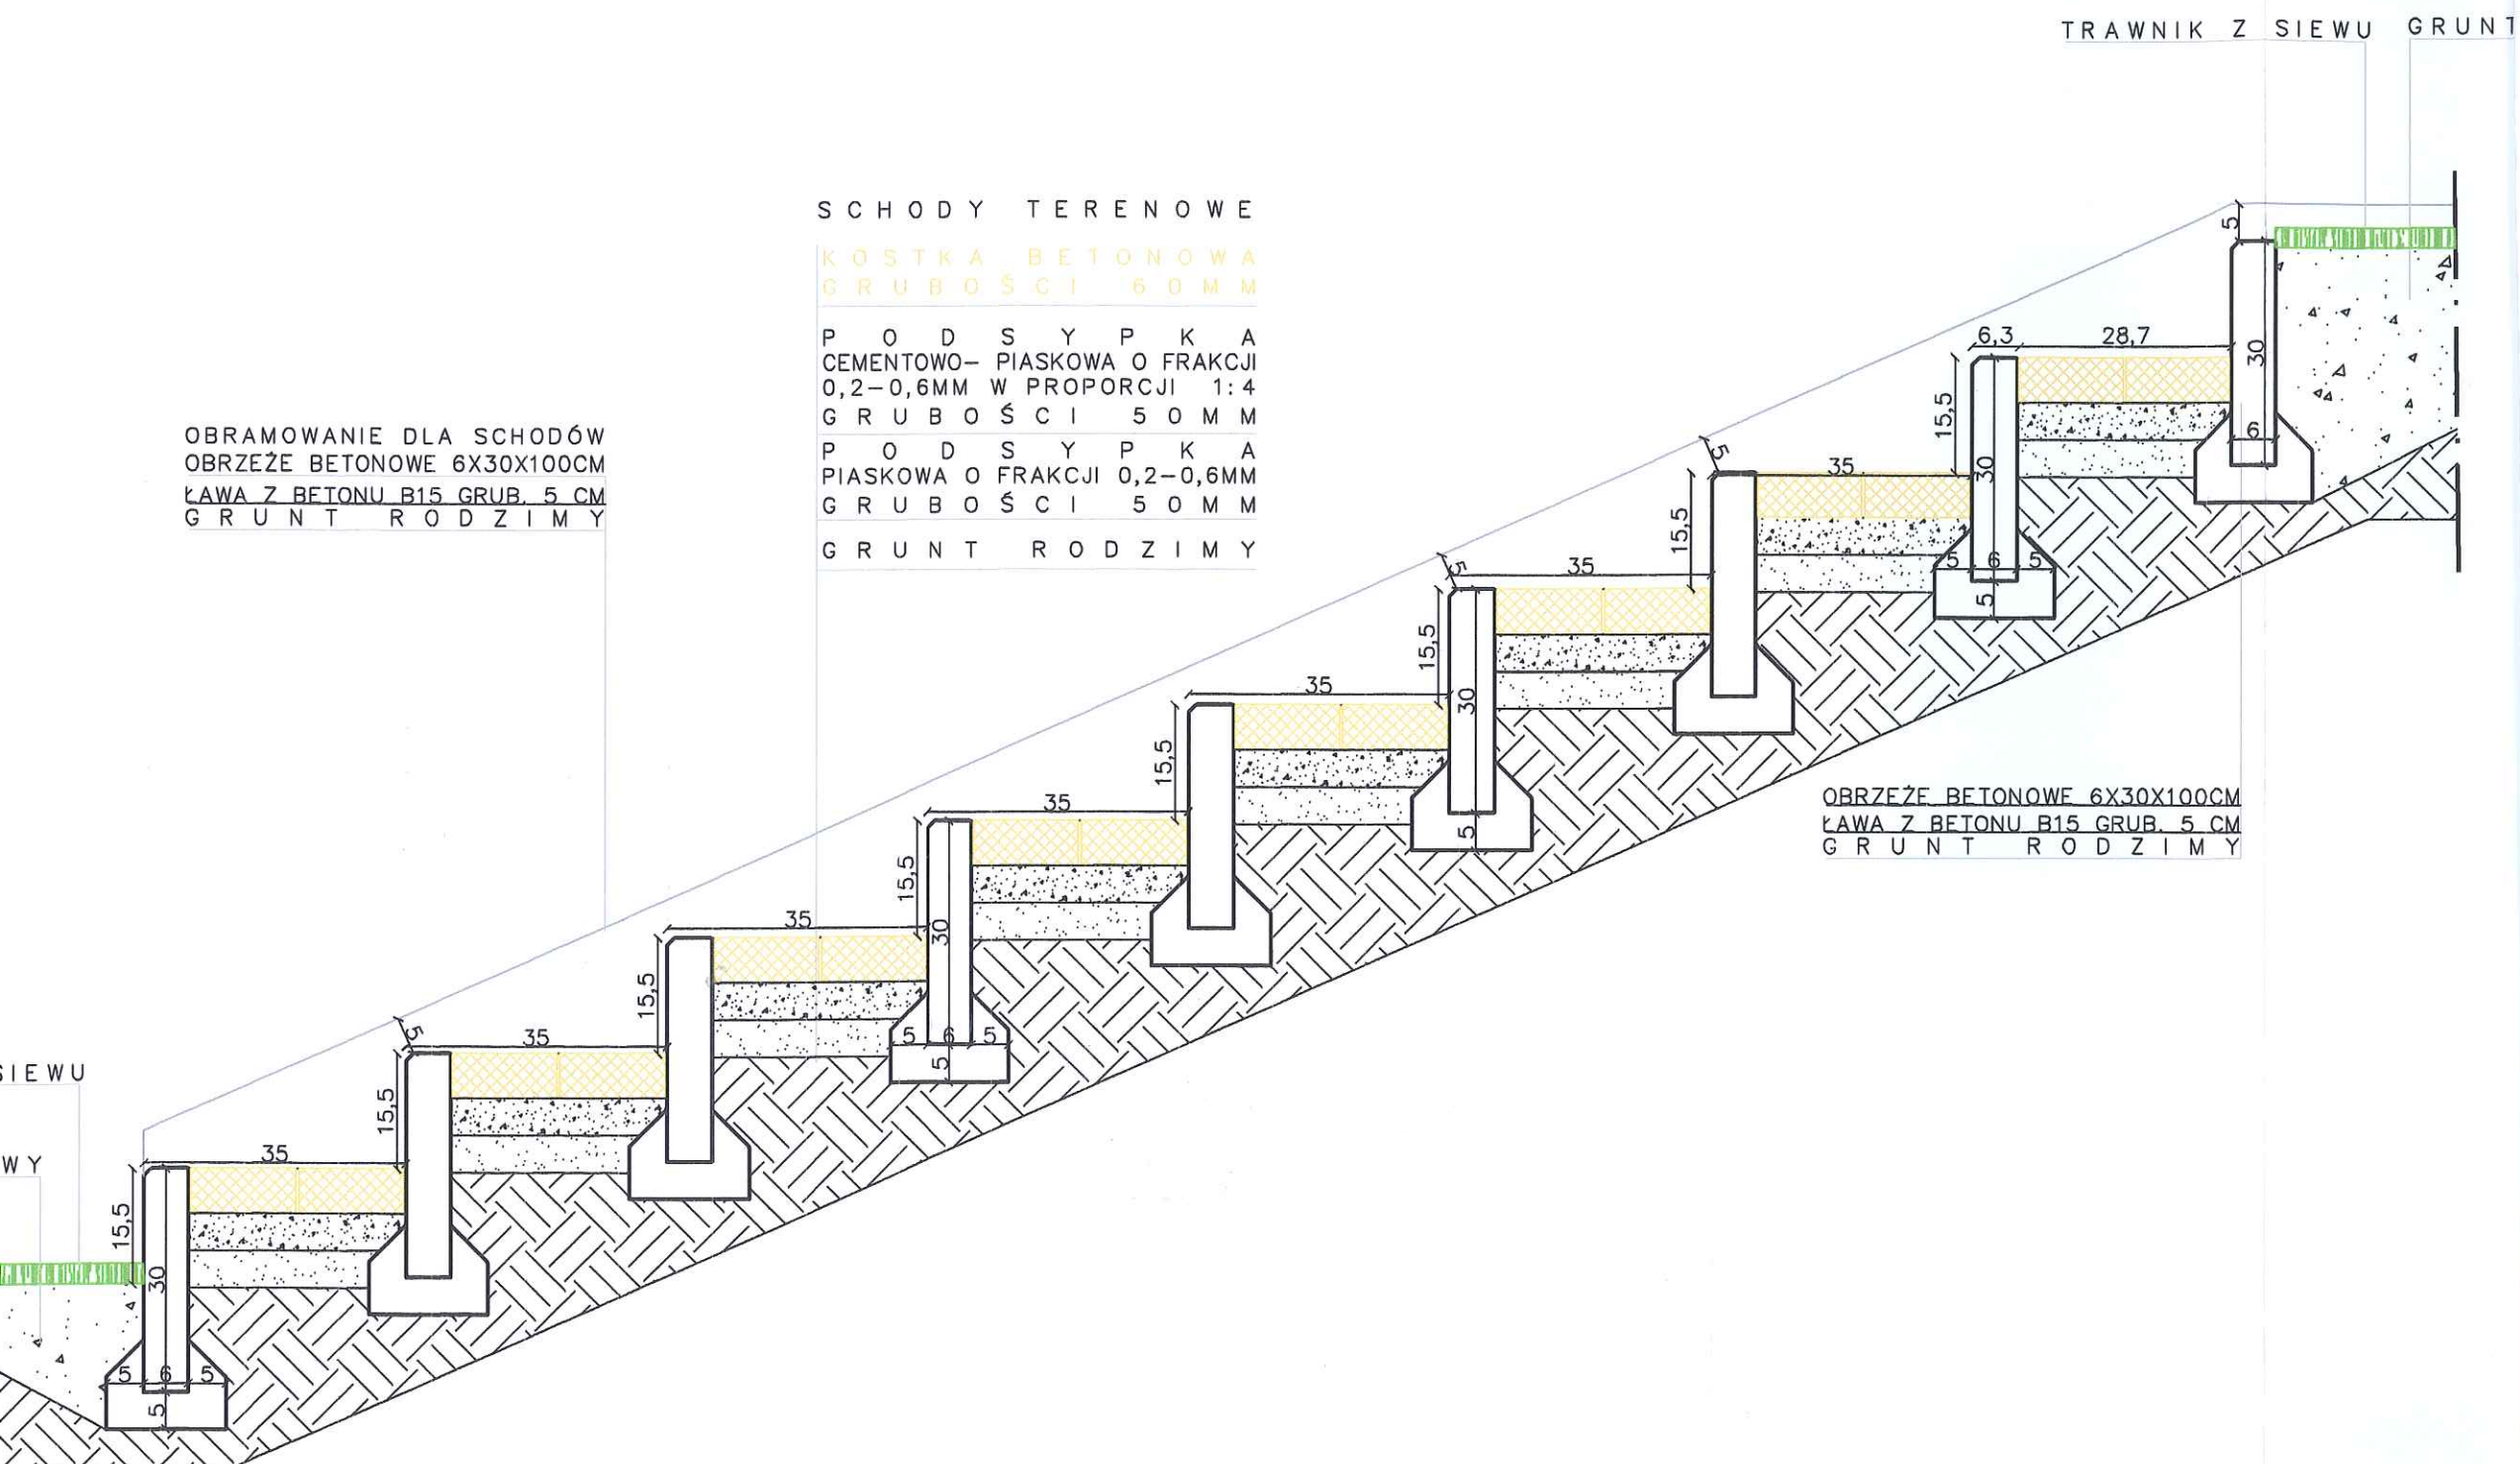 TRAWNIK Z SIEWU GRUNT
SCHODY TERENOWE
KOSTKA BETONOWA
GRUBOŚCI 60MM
PODSYPKA
CEMENTOWO- PIASKOWA O FRAKCJI
0,2-0,6MM W PROPORCJI 1:4
GRUBOŚCI 50MM
PODSYPKA
PIASKOWA O FRAKCJI 0,2-0,6MM
GRUBOŚCI 50MM
GRUNT RODZIMY
OBRAMOWANIE DLA SCHODÓW
OBRZEŻE BETONOWE 6X30X100CM
ŁAWA Z BETONU B15 GRUB. 5 CM
GRUNT RODZIMY
5
30
6
6,3 28,7
15,5
30
5 6 5
5
5
35
15,5
5
35
15,5
30
5
35
15,5
35
15,5
30
5 6 5
5
35
15,5
5
35
15,5
35
15,5
30
5 6 5
5
OBRZEŻE BETONOWE 6X30X100CM
ŁAWA Z BETONU B15 GRUB. 5 CM
GRUNT RODZIMY
SIEWU
WY